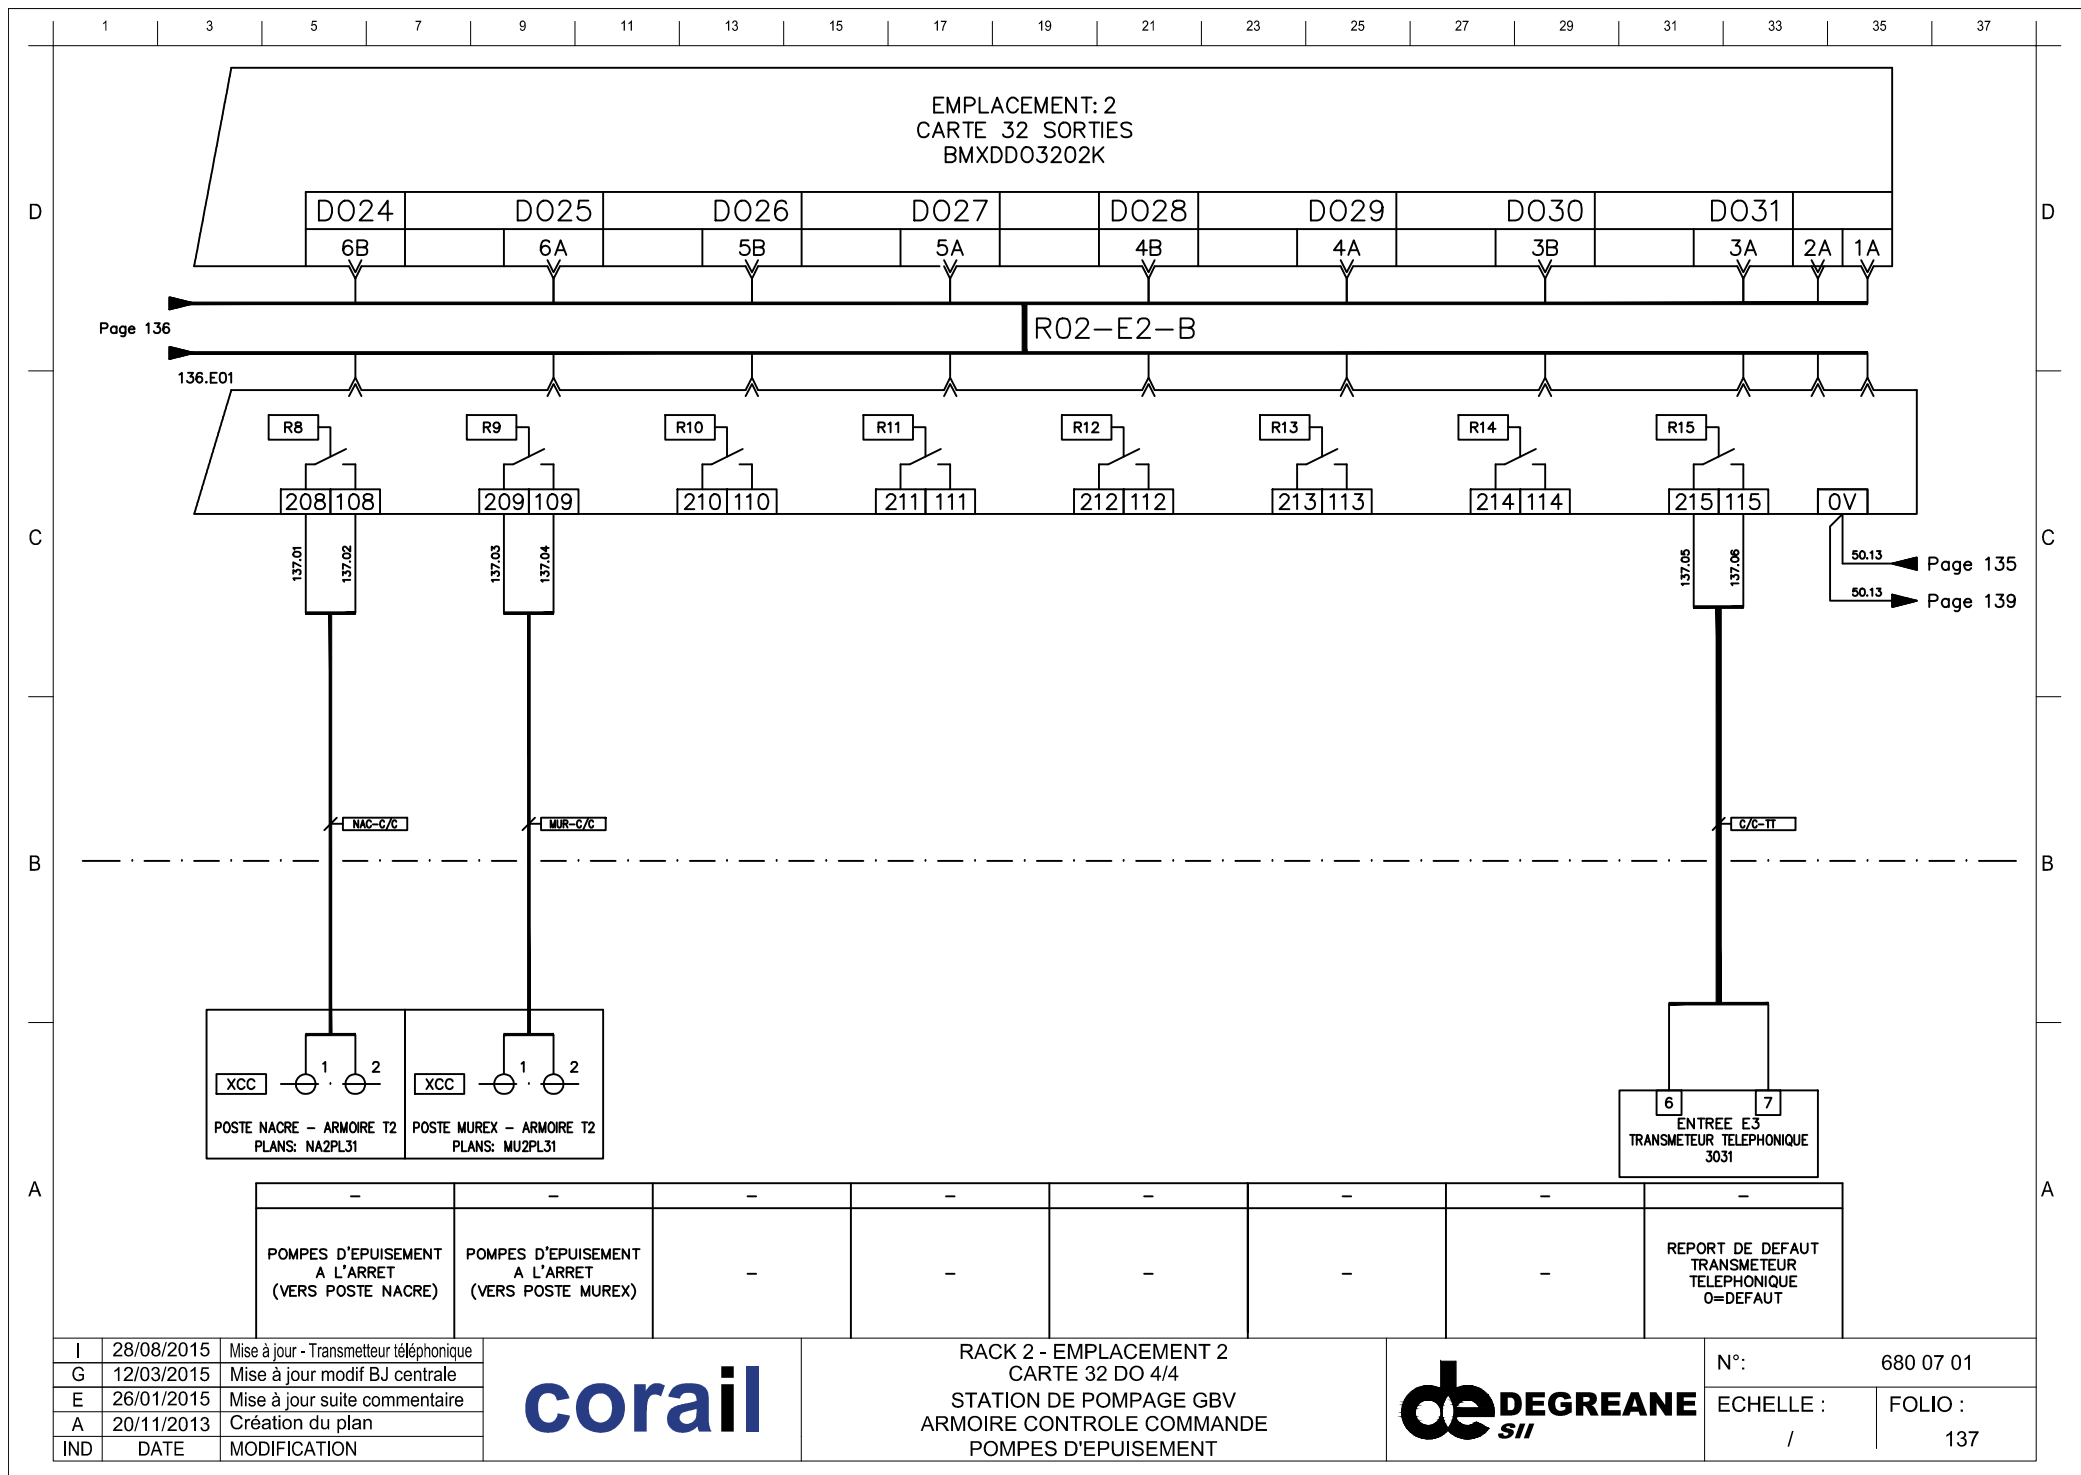 1 3 5 7 9 11 13 15 17 19 21 23 25 27 29 31 33 35 37
EMPLACEMENT: 2
CARTE 32 SORTIES
BMXDDO3202K
D
D
DO24 DO25 DO26 DO27 DO28 DO29 DO30 DO31
6B 6A 5B 5A 4B 4A 3B 3A 2A 1A
Page 136
R02-E2-B
136.E01
R8 R9 R10 R11 R12 R13 R14 R15
208 108 209 109 210 110 211 111 212 112 213 113 214 114 215 115 0V
C
C
137.01 137.02 137.03 137.04 137.05 137.06
50.13 Page 135
50.13 Page 139
NAC-C/C MUR-C/C C/C-TT
B
B
1 2 1 2
XCC XCC
POSTE NACRE - ARMOIRE T2
PLANS: NA2PL31
POSTE MUREX - ARMOIRE T2
PLANS: MU2PL31
6 7
ENTREE E3
TRANSMETEUR TELEPHONIQUE
3031
A
A
- - - - - - - -
POMPES D'EPUISEMENT
A L'ARRET
(VERS POSTE NACRE)
POMPES D'EPUISEMENT
A L'ARRET
(VERS POSTE MUREX)
- - - - -
REPORT DE DEFAUT
TRANSMETEUR
TELEPHONIQUE
0=DEFAUT
I 28/08/2015 Mise à jour - Transmetteur téléphonique
G 12/03/2015 Mise à jour modif BJ centrale
E 26/01/2015 Mise à jour suite commentaire
A 20/11/2013 Création du plan
IND DATE MODIFICATION
corail
RACK 2 - EMPLACEMENT 2
CARTE 32 DO 4/4
STATION DE POMPAGE GBV
ARMOIRE CONTROLE COMMANDE
POMPES D'EPUISEMENT
de DEGREANE
SII
N°: 680 07 01
ECHELLE :
/
FOLIO :
137